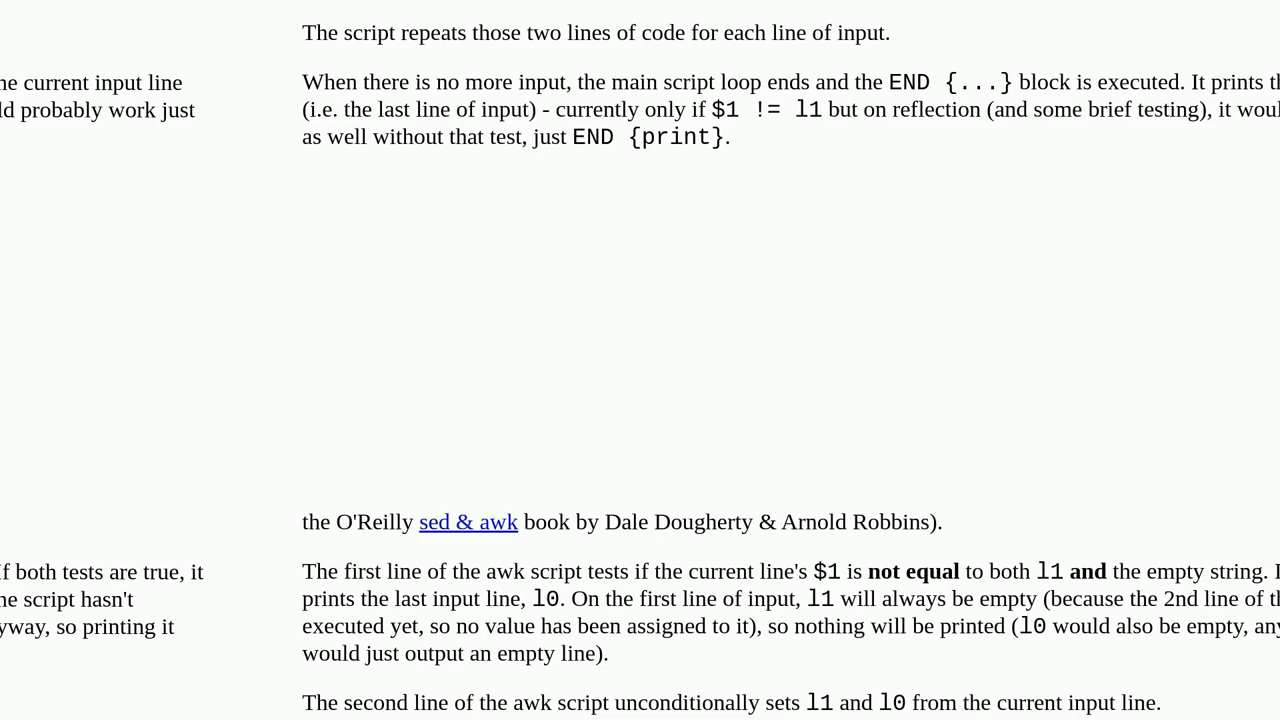 The script repeats those two lines of code for each line of input.
current input line
probably work just
When there is no more input, the main script loop ends and the END {...} block is executed. It prints
(i.e. the last line of input) - currently only if $1 != l1 but on reflection (and some brief testing), it
as well without that test, just END {print}.
the O'Reilly sed & awk book by Dale Dougherty & Arnold Robbins).
If both tests are true, it
script hasn't
so printing it
The first line of the awk script tests if the current line's $1 is not equal to both l1 and the empty string.
prints the last input line, l0. On the first line of input, l1 will always be empty (because the 2nd line of
executed yet, so no value has been assigned to it), so nothing will be printed (l0 would also be empty,
would just output an empty line).
The second line of the awk script unconditionally sets l1 and l0 from the current input line.